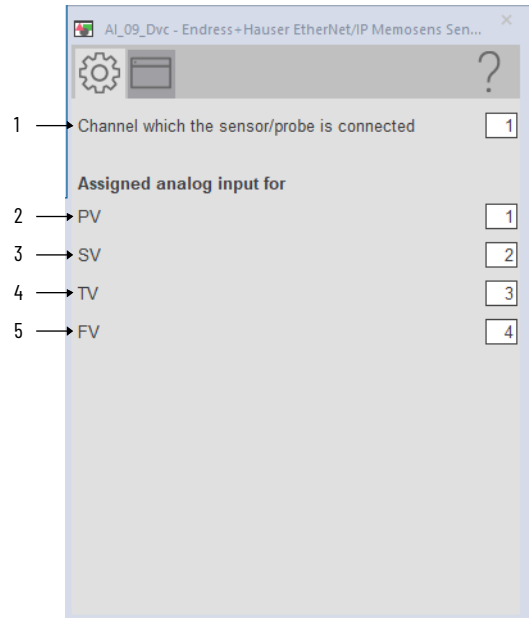 AI_09_Dvc - Endress+Hauser EtherNet/IP Memosens Sen...
1 Channel which the sensor/probe is connected 1
Assigned analog input for
2 PV 1
3 SV 2
4 TV 3
5 FV 4